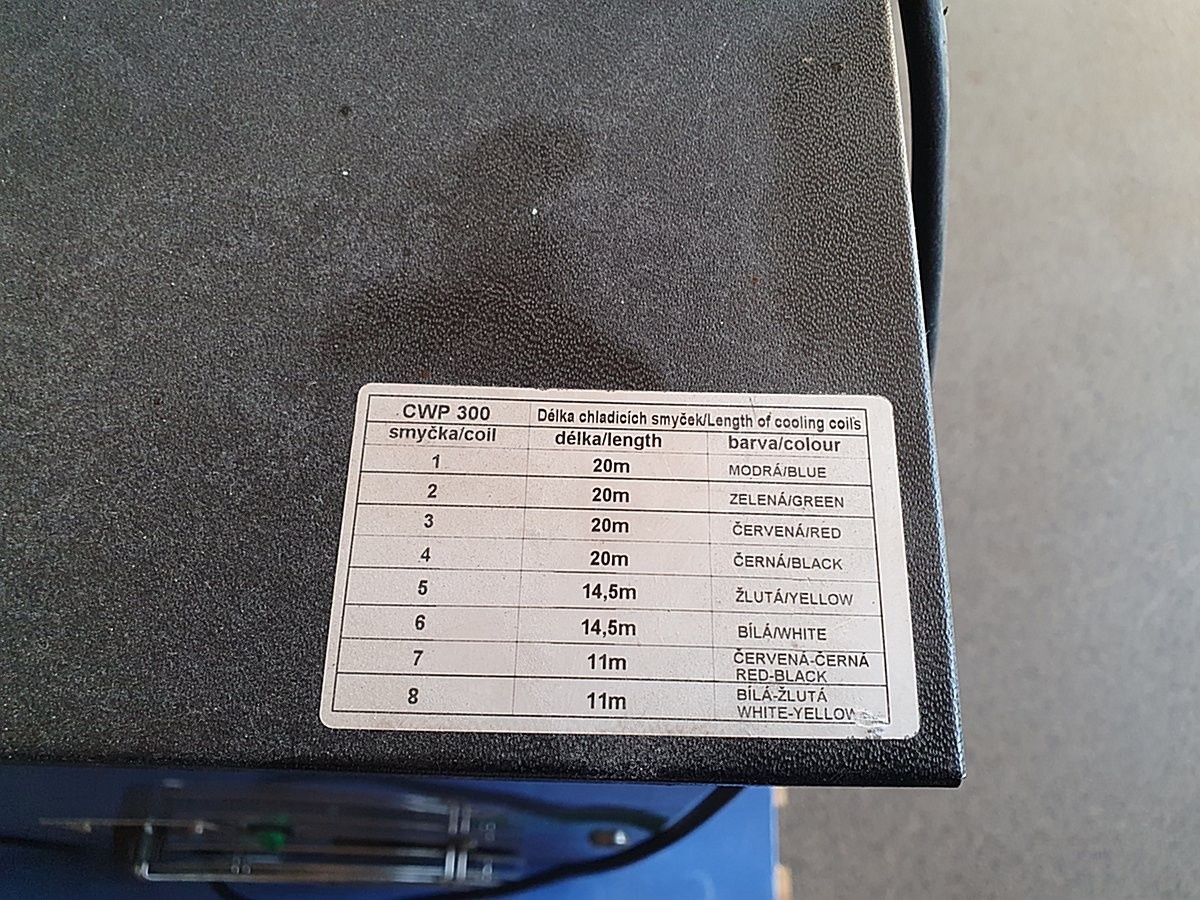 CWP 300 Délka chladicích smyček/Length of cooling coils
smyčka/coil délka/length barva/colour
1 20m MODRÁ/BLUE
2 20m ZELENÁ/GREEN
3 20m ČERVENÁ/RED
4 20m ČERNÁ/BLACK
5 14,5m ŽLUTÁ/YELLOW
6 14,5m BÍLÁ/WHITE
7 11m ČERVENÁ-ČERNÁ
RED-BLACK
8 11m BÍLÁ-ŽLUTÁ
WHITE-YELLOW